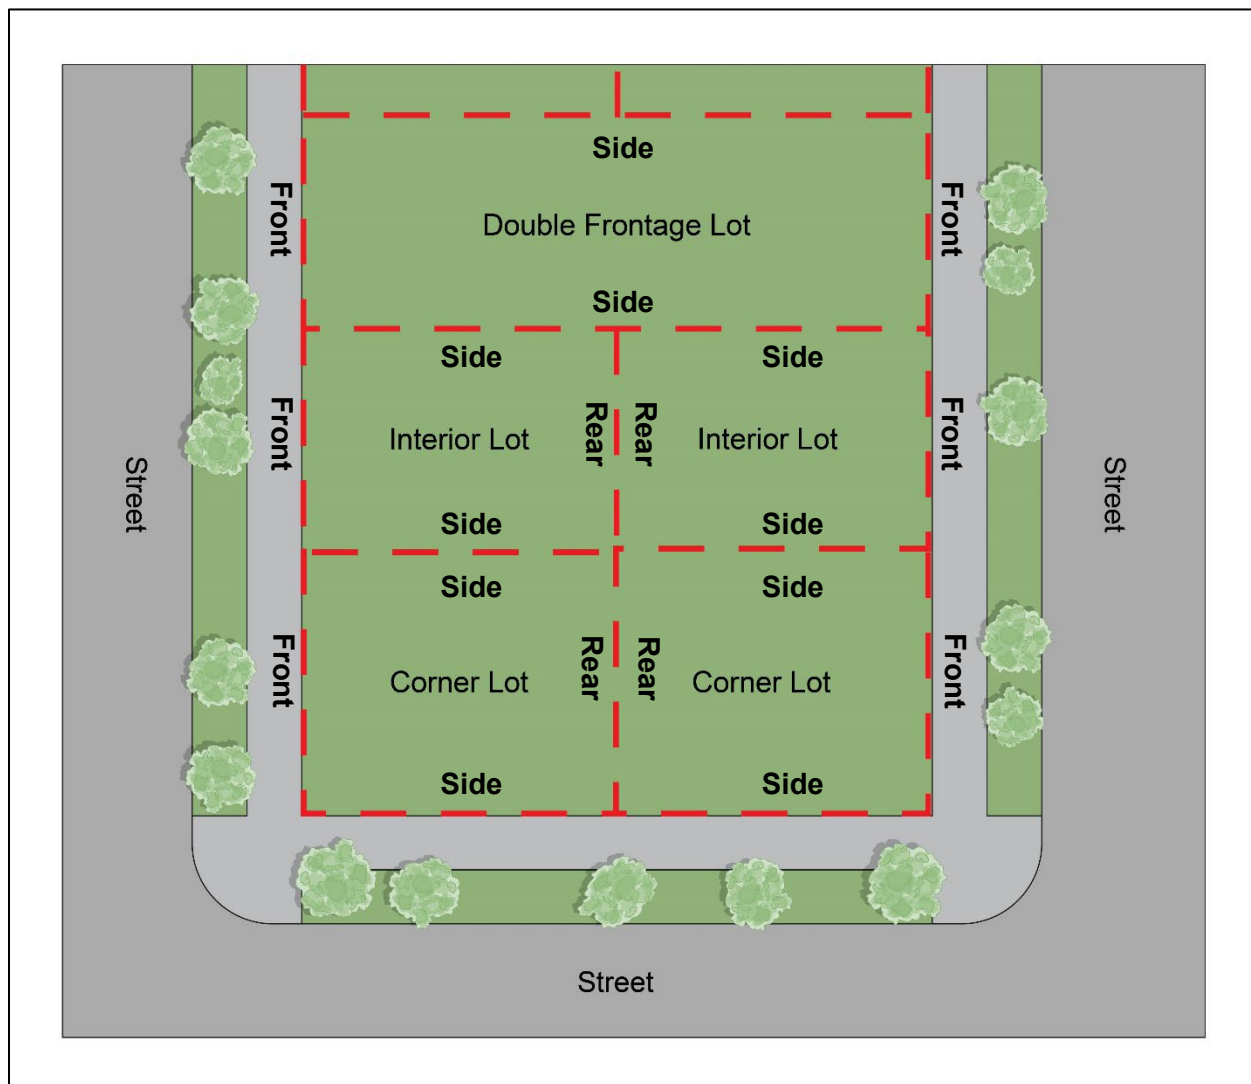 Side
Front
Front
Double Frontage Lot
Side
Side
Side
Front
Rear
Rear
Front
Interior Lot
Interior Lot
Street
Street
Side
Side
Side
Side
Front
Rear
Rear
Front
Corner Lot
Corner Lot
Side
Side
Street